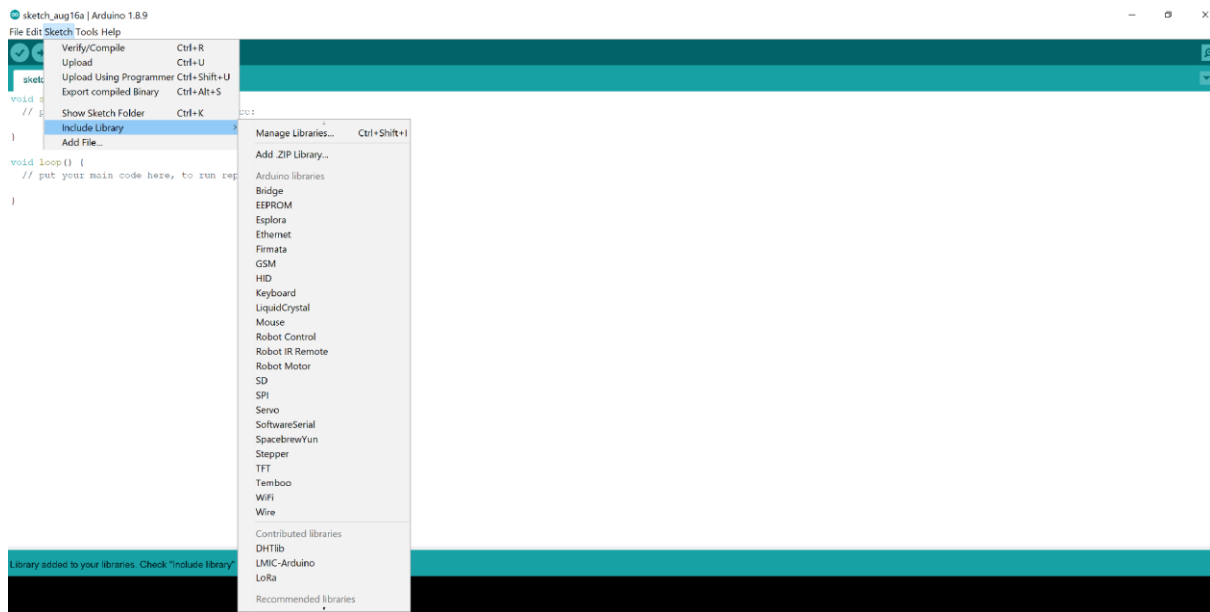 sketch_aug16a | Arduino 1.8.9
File Edit Sketch Tools Help
Verify/Compile Ctrl+R
Upload Ctrl+U
Upload Using Programmer Ctrl+Shift+U
Export compiled Binary Ctrl+Alt+S
Show Sketch Folder Ctrl+K
Include Library
Add File...
void
//
}
void loop() {
// put your main code here, to run rep
}
Manage Libraries... Ctrl+Shift+I
Add .ZIP Library...
Arduino libraries
Bridge
EEPROM
Esplora
Ethernet
Firmata
GSM
HID
Keyboard
LiquidCrystal
Mouse
Robot Control
Robot IR Remote
Robot Motor
SD
SPI
Servo
SoftwareSerial
SpacebrewYun
Stepper
TFT
Temboo
WiFi
Wire
Contributed libraries
DHTlib
LMIC-Arduino
LoRa
Recommended libraries
Library added to your libraries. Check "Include library"